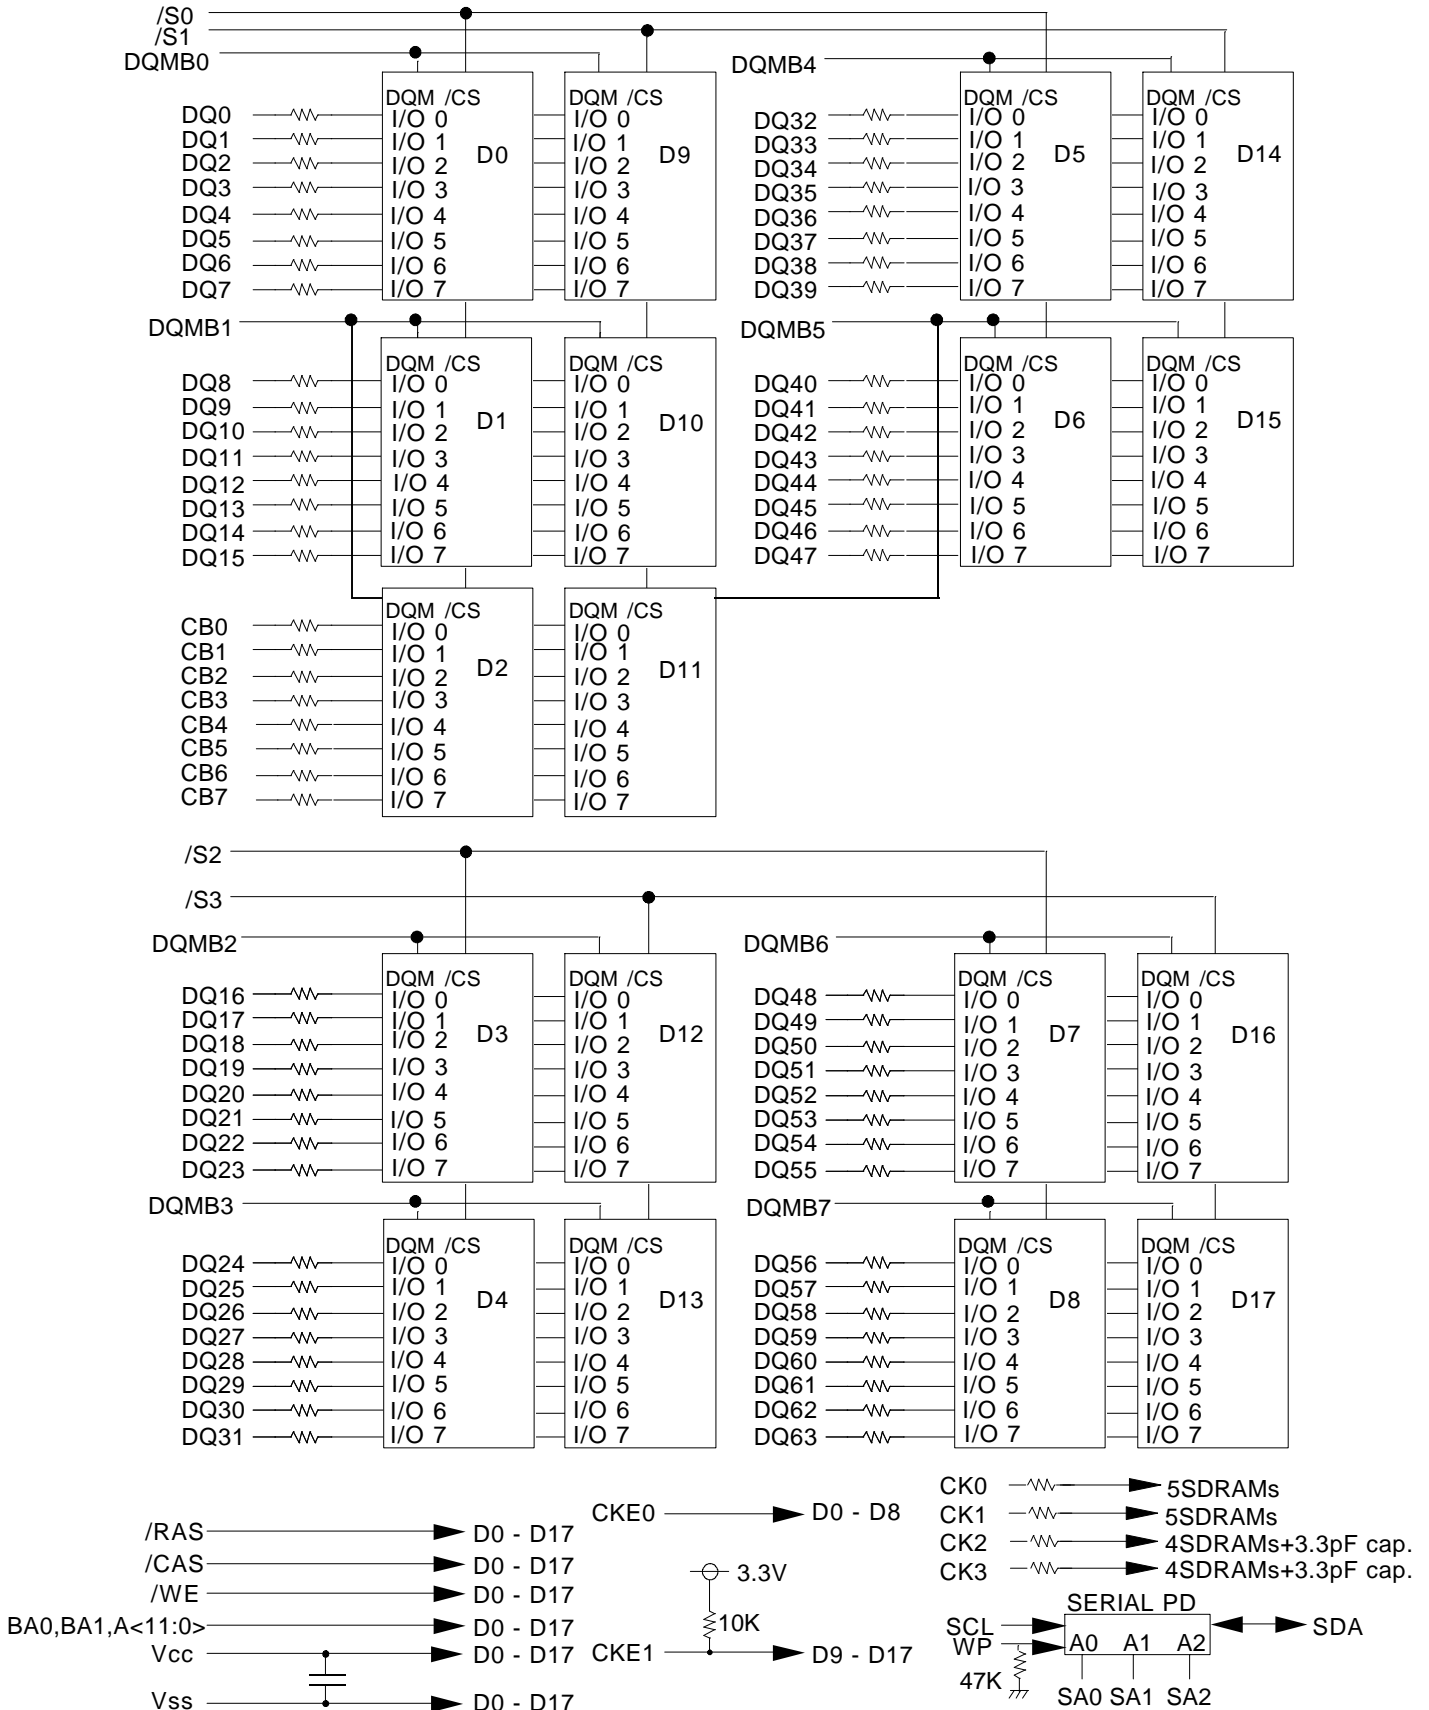 /S0
/S1
DQMB0
DQM /CS
DQ0 I/O 0
DQ1 I/O 1
DQ2 I/O 2
DQ3 I/O 3
DQ4 I/O 4
DQ5 I/O 5
DQ6 I/O 6
DQ7 I/O 7
D0
DQM /CS
I/O 0
I/O 1
I/O 2
I/O 3
I/O 4
I/O 5
I/O 6
I/O 7
D9
DQMB4
DQM /CS
DQ32 I/O 0
DQ33 I/O 1
DQ34 I/O 2
DQ35 I/O 3
DQ36 I/O 4
DQ37 I/O 5
DQ38 I/O 6
DQ39 I/O 7
D5
DQM /CS
I/O 0
I/O 1
I/O 2
I/O 3
I/O 4
I/O 5
I/O 6
I/O 7
D14
DQMB1
DQM /CS
DQ8 I/O 0
DQ9 I/O 1
DQ10 I/O 2
DQ11 I/O 3
DQ12 I/O 4
DQ13 I/O 5
DQ14 I/O 6
DQ15 I/O 7
D1
DQM /CS
I/O 0
I/O 1
I/O 2
I/O 3
I/O 4
I/O 5
I/O 6
I/O 7
D10
DQMB5
DQM /CS
DQ40 I/O 0
DQ41 I/O 1
DQ42 I/O 2
DQ43 I/O 3
DQ44 I/O 4
DQ45 I/O 5
DQ46 I/O 6
DQ47 I/O 7
D6
DQM /CS
I/O 0
I/O 1
I/O 2
I/O 3
I/O 4
I/O 5
I/O 6
I/O 7
D15
DQM /CS
CB0 I/O 0
CB1 I/O 1
CB2 I/O 2
CB3 I/O 3
CB4 I/O 4
CB5 I/O 5
CB6 I/O 6
CB7 I/O 7
D2
DQM /CS
I/O 0
I/O 1
I/O 2
I/O 3
I/O 4
I/O 5
I/O 6
I/O 7
D11
/S2
/S3
DQMB2
DQM /CS
DQ16 I/O 0
DQ17 I/O 1
DQ18 I/O 2
DQ19 I/O 3
DQ20 I/O 4
DQ21 I/O 5
DQ22 I/O 6
DQ23 I/O 7
D3
DQM /CS
I/O 0
I/O 1
I/O 2
I/O 3
I/O 4
I/O 5
I/O 6
I/O 7
D12
DQMB6
DQM /CS
DQ48 I/O 0
DQ49 I/O 1
DQ50 I/O 2
DQ51 I/O 3
DQ52 I/O 4
DQ53 I/O 5
DQ54 I/O 6
DQ55 I/O 7
D7
DQM /CS
I/O 0
I/O 1
I/O 2
I/O 3
I/O 4
I/O 5
I/O 6
I/O 7
D16
DQMB3
DQM /CS
DQ24 I/O 0
DQ25 I/O 1
DQ26 I/O 2
DQ27 I/O 3
DQ28 I/O 4
DQ29 I/O 5
DQ30 I/O 6
DQ31 I/O 7
D4
DQM /CS
I/O 0
I/O 1
I/O 2
I/O 3
I/O 4
I/O 5
I/O 6
I/O 7
D13
DQMB7
DQM /CS
DQ56 I/O 0
DQ57 I/O 1
DQ58 I/O 2
DQ59 I/O 3
DQ60 I/O 4
DQ61 I/O 5
DQ62 I/O 6
DQ63 I/O 7
D8
DQM /CS
I/O 0
I/O 1
I/O 2
I/O 3
I/O 4
I/O 5
I/O 6
I/O 7
D17
/RAS D0 - D17
/CAS D0 - D17
/WE D0 - D17
BA0,BA1,A<11:0> D0 - D17
Vcc D0 - D17
Vss D0 - D17
CKE0 D0 - D8
3.3V
10K
CKE1 D9 - D17
CK0 5SDRAMs
CK1 5SDRAMs
CK2 4SDRAMs+3.3pF cap.
CK3 4SDRAMs+3.3pF cap.
SERIAL PD
SCL SDA
WP A0 A1 A2
47K
SA0 SA1 SA2